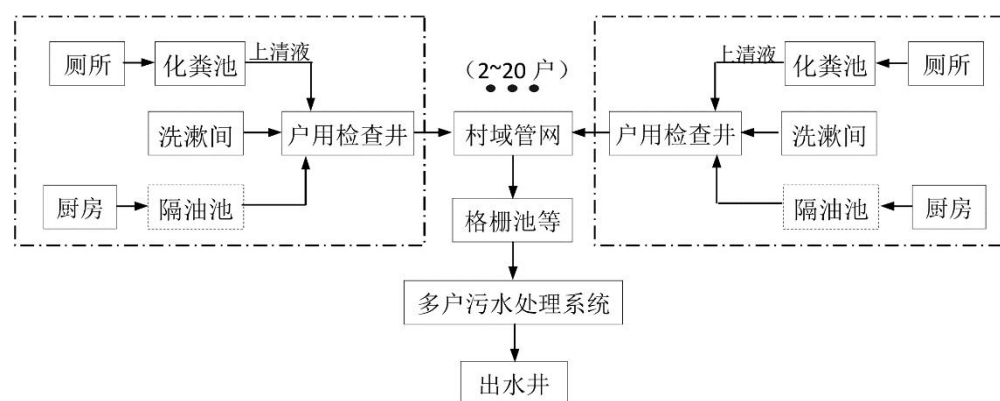 厕所
化粪池
上清液
（2~20 户）
上清液
化粪池
厕所
洗漱间
户用检查井
村域管网
户用检查井
洗漱间
厨房
隔油池
格栅池等
隔油池
厨房
多户污水处理系统
出水井